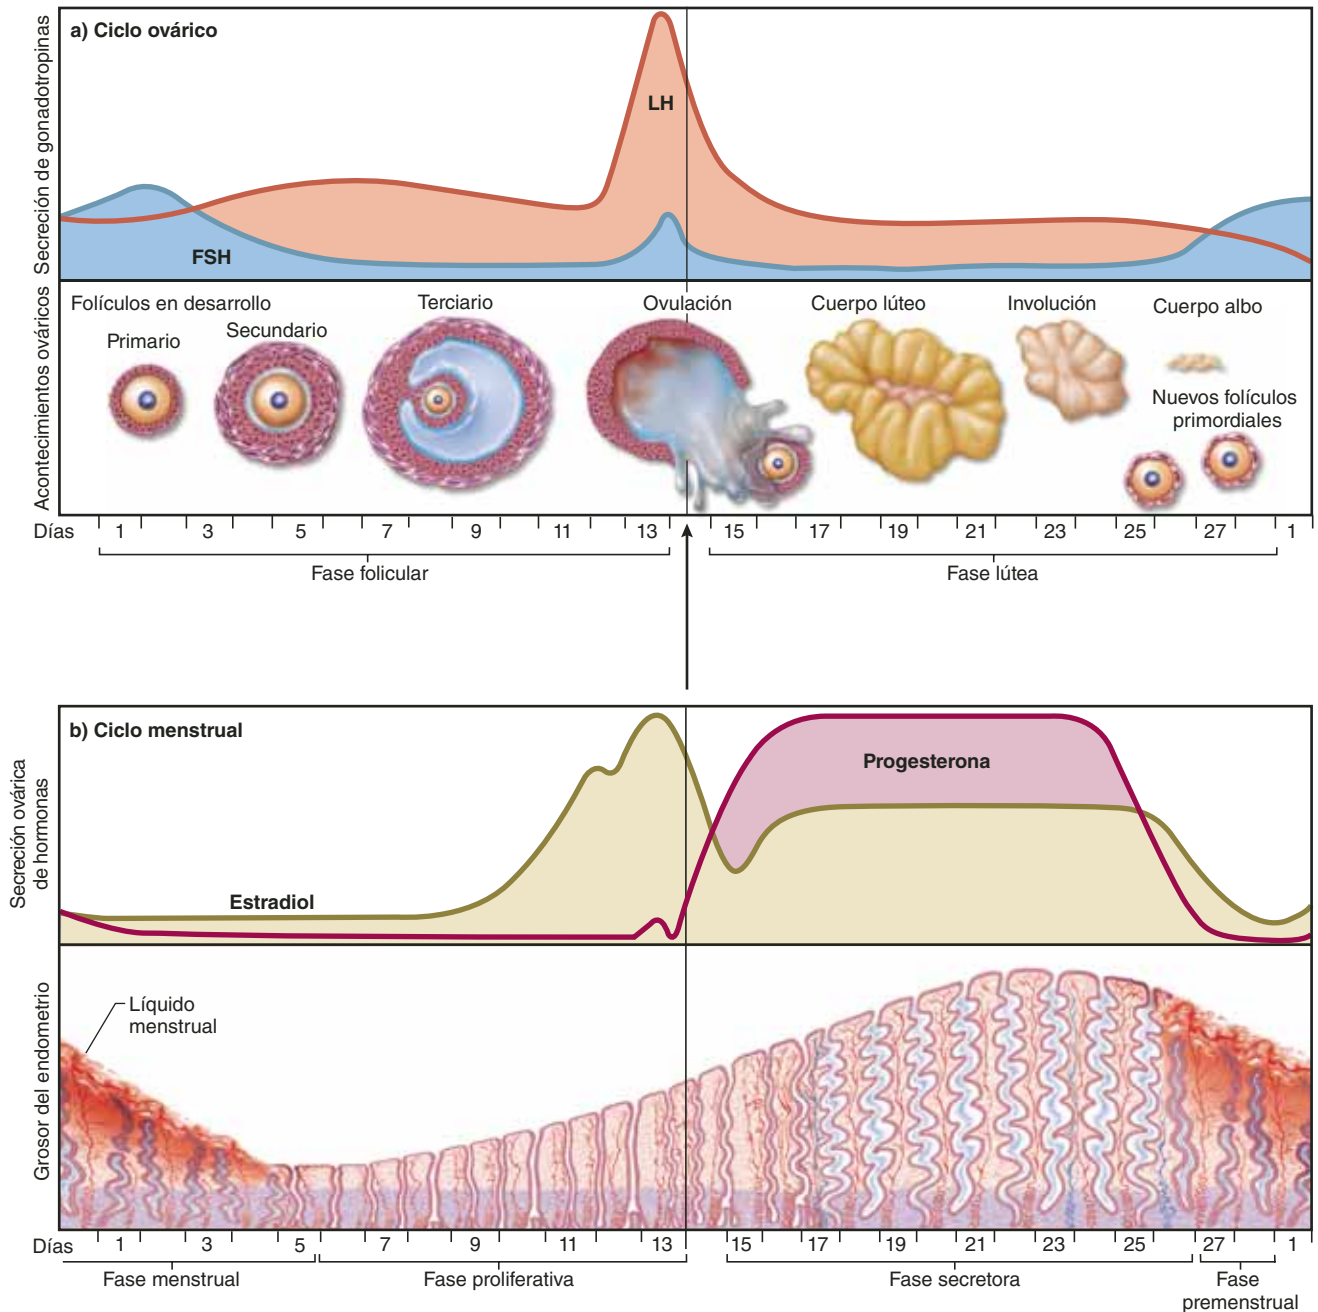 a) Ciclo ovárico
Secreción de gonadotropinas
LH
FSH
Acontecimientos ováricos
Folículos en desarrollo
Primario
Secundario
Terciario
Ovulación
Cuerpo lúteo
Involución
Cuerpo albo
Nuevos folículos
primordiales
Días 1 3 5 7 9 11 13 15 17 19 21 23 25 27 1
Fase folicular Fase lútea
b) Ciclo menstrual
Secreción ovárica
de hormonas
Progesterona
Estradiol
Grosor del endometrio
Líquido
menstrual
Días 1 3 5 7 9 11 13 15 17 19 21 23 25 27 1
Fase menstrual Fase proliferativa Fase secretora Fase
premenstrual